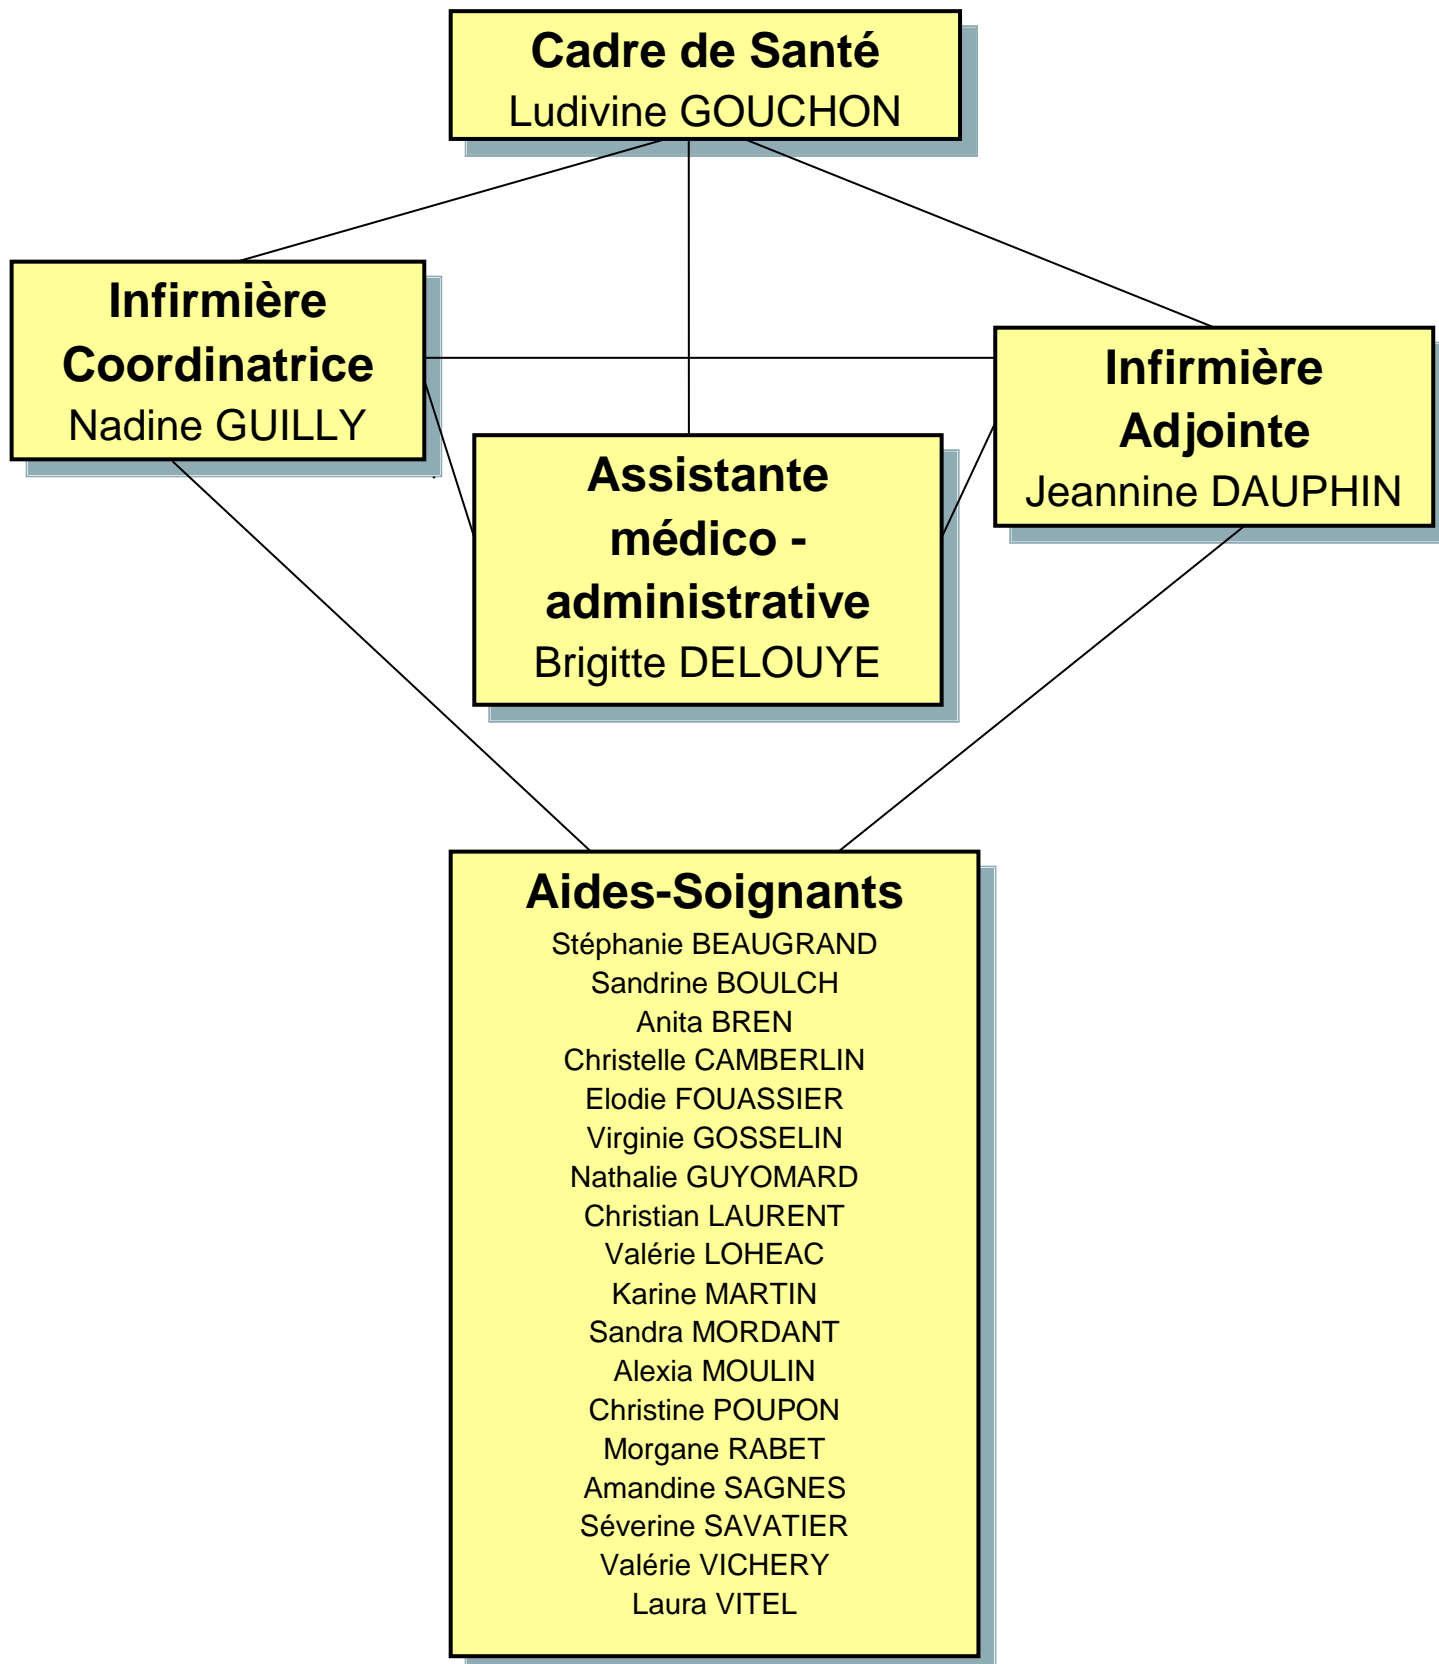 Cadre de Santé
Ludivine GOUCHON
Infirmière
Coordinatrice
Nadine GUILLY
Infirmière
Adjointe
Jeannine DAUPHIN
Assistante
médico -
administrative
Brigitte DELOUYE
Aides-Soignants
Stéphanie BEAUGRAND
Sandrine BOULCH
Anita BREN
Christelle CAMBERLIN
Elodie FOUASSIER
Virginie GOSSELIN
Nathalie GUYOMARD
Christian LAURENT
Valérie LOHEAC
Karine MARTIN
Sandra MORDANT
Alexia MOULIN
Christine POUPON
Morgane RABET
Amandine SAGNES
Séverine SAVATIER
Valérie VICHERY
Laura VITEL